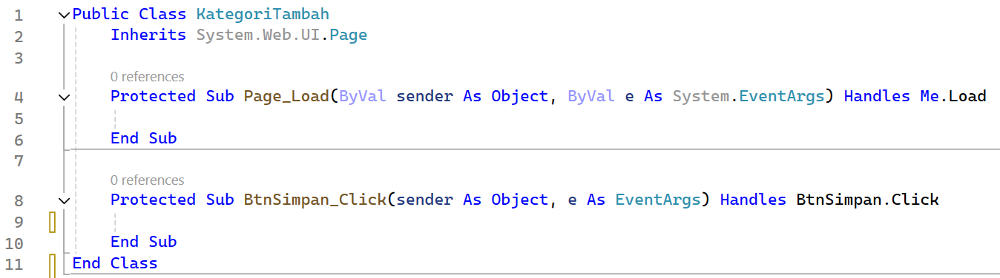 1 Public Class KategoriTambah
2 Inherits System.Web.UI.Page
3
0 references
4 Protected Sub Page_Load(ByVal sender As Object, ByVal e As System.EventArgs) Handles Me.Load
5
6 End Sub
7
0 references
8 Protected Sub BtnSimpan_Click(sender As Object, e As EventArgs) Handles BtnSimpan.Click
9
10 End Sub
11 End Class